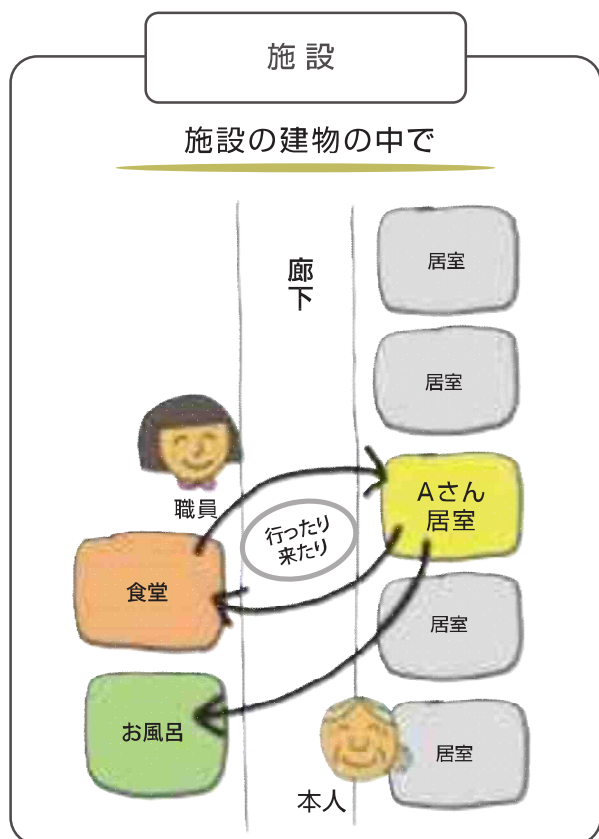 施設
施設の建物の中で
廊下
居室
居室
職員
Aさん
居室
行ったり
来たり
食堂
居室
お風呂
居室
本人